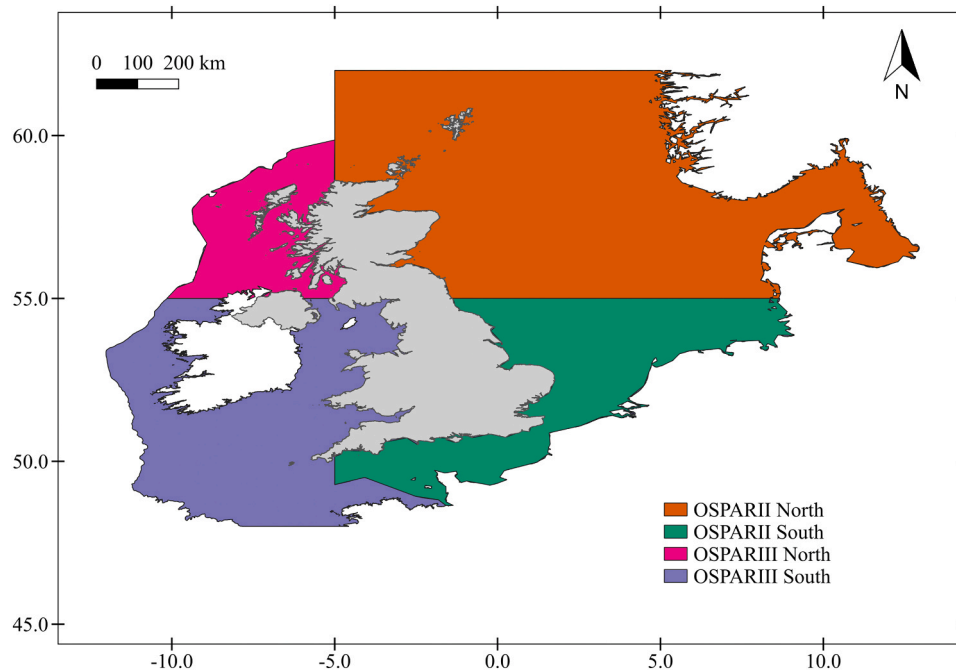 0 100 200 km
N
60.0
55.0
50.0
45.0
OSPARII North
OSPARII South
OSPARIII North
OSPARIII South
-10.0 -5.0 0.0 5.0 10.0